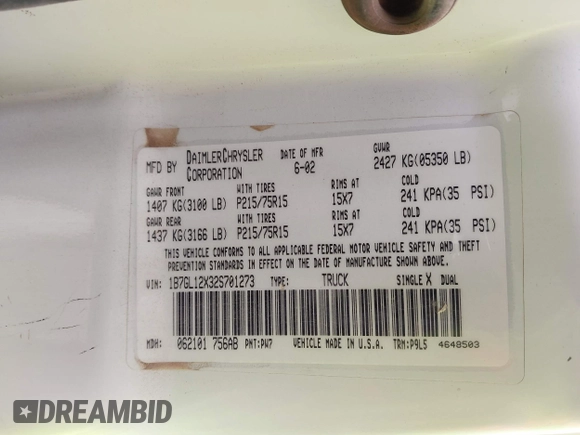 MFD BY DAIMLERCHRYSLER CORPORATION DATE OF MFR 6-02 GVWR 2427 KG(05350 LB)
GAWR FRONT WITH TIRES RIMS AT COLD
1407 KG(3100 LB) P215/75R15 15X7 241 KPA(35 PSI)
GAWR REAR WITH TIRES RIMS AT COLD
1437 KG(3166 LB) P215/75R15 15X7 241 KPA(35 PSI)
THIS VEHICLE CONFORMS TO ALL APPLICABLE FEDERAL MOTOR VEHICLE SAFETY AND THEFT
PREVENTION STANDARDS IN EFFECT ON THE DATE OF MANUFACTURE SHOWN ABOVE.
VIN: 1B7GL12X32S701273 TYPE: TRUCK SINGLE X DUAL
MDH: 062101 756AB PNT:PW7 VEHICLE MADE IN U.S.A. TRM:P9L5 4648503
DREAMBID